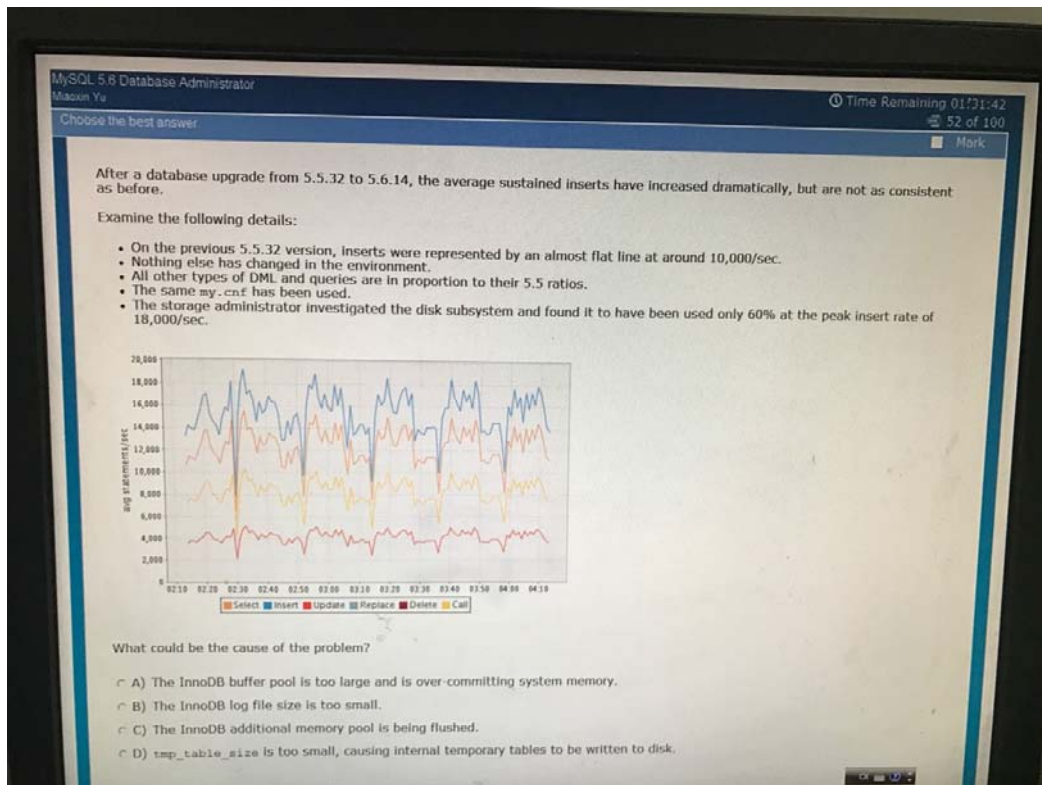 MySQL 5.6 Database Administrator
Miaoxin Yu
Time Remaining 01:31:42
52 of 100
Choose the best answer
Mark
After a database upgrade from 5.5.32 to 5.6.14, the average sustained inserts have increased dramatically, but are not as consistent
as before.
Examine the following details:
• On the previous 5.5.32 version, inserts were represented by an almost flat line at around 10,000/sec.
• Nothing else has changed in the environment.
• All other types of DML and queries are in proportion to their 5.5 ratios.
• The same my.cnf has been used.
• The storage administrator investigated the disk subsystem and found it to have been used only 60% at the peak insert rate of
18,000/sec.
20,000
18,000
16,000
14,000
12,000
10,000
8,000
6,000
4,000
2,000
0
avg statements/sec
02:10 02:20 02:30 02:40 02:50 03:00 03:10 03:20 03:30 03:40 03:50 04:00 04:10
Select Insert Update Replace Delete Call
What could be the cause of the problem?
A) The InnoDB buffer pool is too large and is over-committing system memory.
B) The InnoDB log file size is too small.
C) The InnoDB additional memory pool is being flushed.
D) tmp_table_size is too small, causing internal temporary tables to be written to disk.